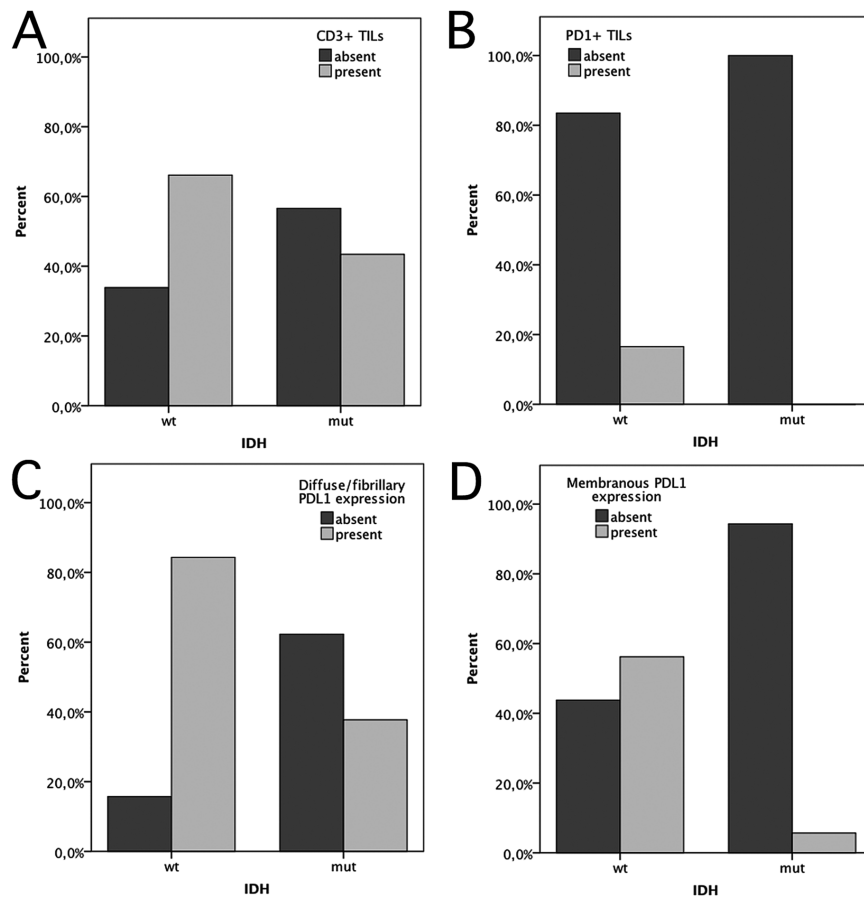 A
CD3+ TILs
absent
present
100,0%
80,0%
60,0%
40,0%
20,0%
0,0%
Percent
wt
mut
IDH
B
PD1+ TILs
absent
present
100,0%
80,0%
60,0%
40,0%
20,0%
0,0%
Percent
wt
mut
IDH
C
Diffuse/fibrillary
PDL1 expression
absent
present
100,0%
80,0%
60,0%
40,0%
20,0%
0,0%
Percent
wt
mut
IDH
D
Membranous PDL1
expression
absent
present
100,0%
80,0%
60,0%
40,0%
20,0%
0,0%
Percent
wt
mut
IDH